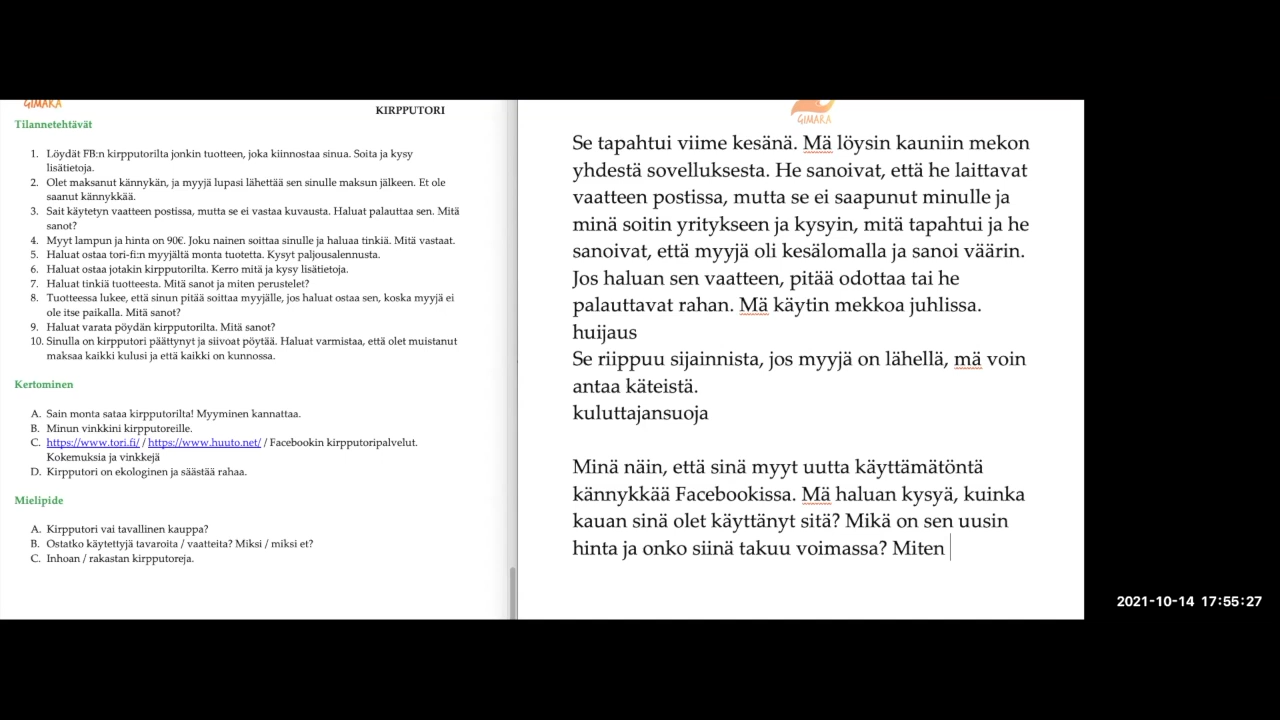 GIMARA
KIRPPUTORI
Tilannetehtävät
1. Löydät FB:n kirpputorilta jonkin tuotteen, joka kiinnostaa sinua. Soita ja kysy
lisätietoja.
2. Olet maksanut kännykän, ja myyjä lupasi lähettää sen sinulle maksun jälkeen. Et ole
saanut kännykkää.
3. Sait käytetyn vaatteen postissa, mutta se ei vastaa kuvausta. Haluat palauttaa sen. Mitä
sanot?
4. Myyt lampun ja hinta on 90€. Joku nainen soittaa sinulle ja haluaa tinkiä. Mitä vastaat.
5. Haluat ostaa tori-fi:n myyjältä monta tuotetta. Kysyt paljousalennusta.
6. Haluat ostaa jotakin kirpputorilta. Kerro mitä ja kysy lisätietoja.
7. Haluat tinkiä tuotteesta. Mitä sanot ja miten perustelet?
8. Tuotteessa lukee, että sinun pitää soittaa myyjälle, jos haluat ostaa sen, koska myyjä ei
ole itse paikalla. Mitä sanot?
9. Haluat varata pöydän kirpputorilta. Mitä sanot?
10. Sinulla on kirpputori päättynyt ja siivoat pöytää. Haluat varmistaa, että olet muistanut
maksaa kaikki kulusi ja että kaikki on kunnossa.
Kertominen
A. Sain monta sataa kirpputorilta! Myyminen kannattaa.
B. Minun vinkkini kirpputoreille.
C. https://www.tori.fi/ / https://www.huuto.net/ / Facebookin kirpputoripalvelut.
Kokemuksia ja vinkkejä
D. Kirpputori on ekologinen ja säästää rahaa.
Mielipide
A. Kirpputori vai tavallinen kauppa?
B. Ostatko käytettyjä tavaroita / vaatteita? Miksi / miksi et?
C. Inhoan / rakastan kirpputoreja.
GIMARA
Se tapahtui viime kesänä. Mä löysin kauniin mekon
yhdestä sovelluksesta. He sanoivat, että he laittavat
vaatteen postissa, mutta se ei saapunut minulle ja
minä soitin yritykseen ja kysyin, mitä tapahtui ja he
sanoivat, että myyjä oli kesälomalla ja sanoi väärin.
Jos haluan sen vaatteen, pitää odottaa tai he
palauttavat rahan. Mä käytin mekkoa juhlissa.
huijaus
Se riippuu sijainnista, jos myyjä on lähellä, mä voin
antaa käteistä.
kuluttajansuoja
Minä näin, että sinä myyt uutta käyttämätöntä
kännykkää Facebookissa. Mä haluan kysyä, kuinka
kauan sinä olet käyttänyt sitä? Mikä on sen uusin
hinta ja onko siinä takuu voimassa? Miten
2021-10-14 17:55:27